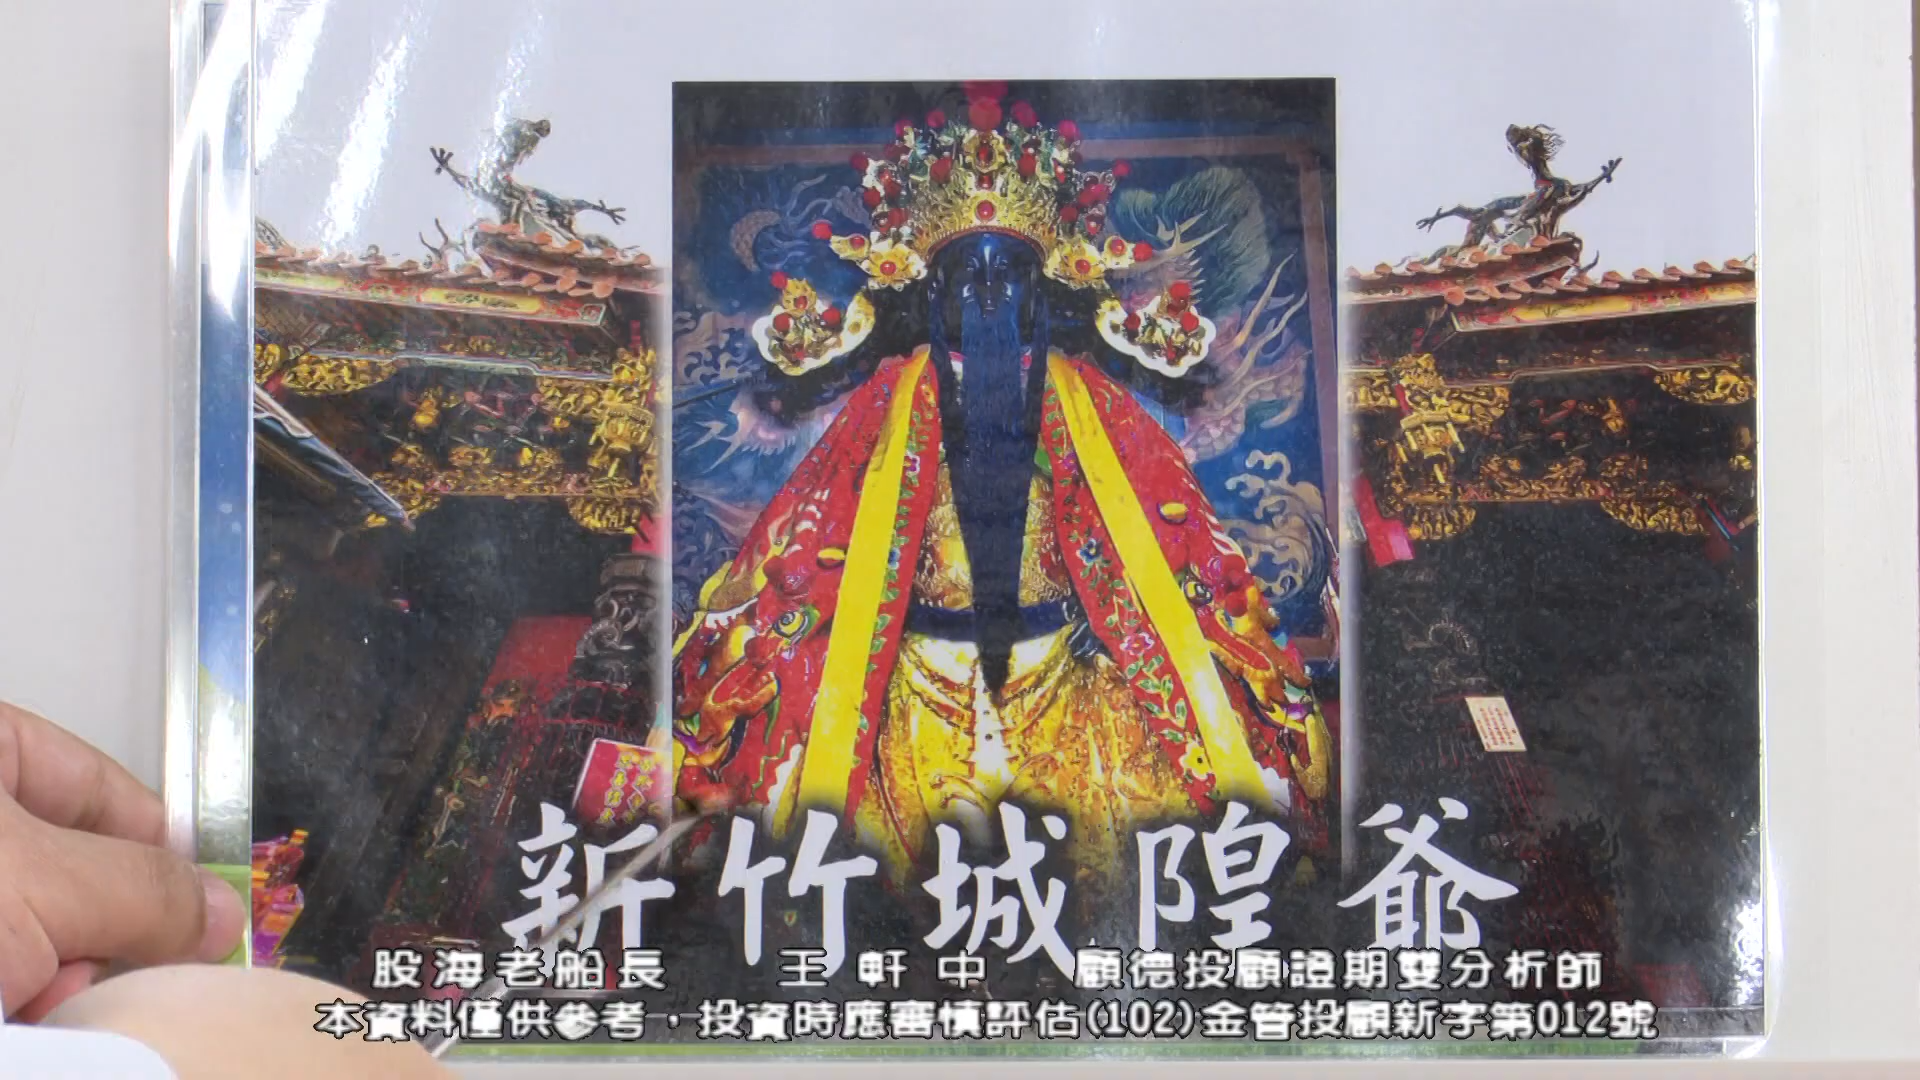 新竹城隍爺
股海老船長 王軒中 顧德投顧證期雙分析師
本資料僅供參考，投資時應審慎評估(102)金管投顧新字第012號